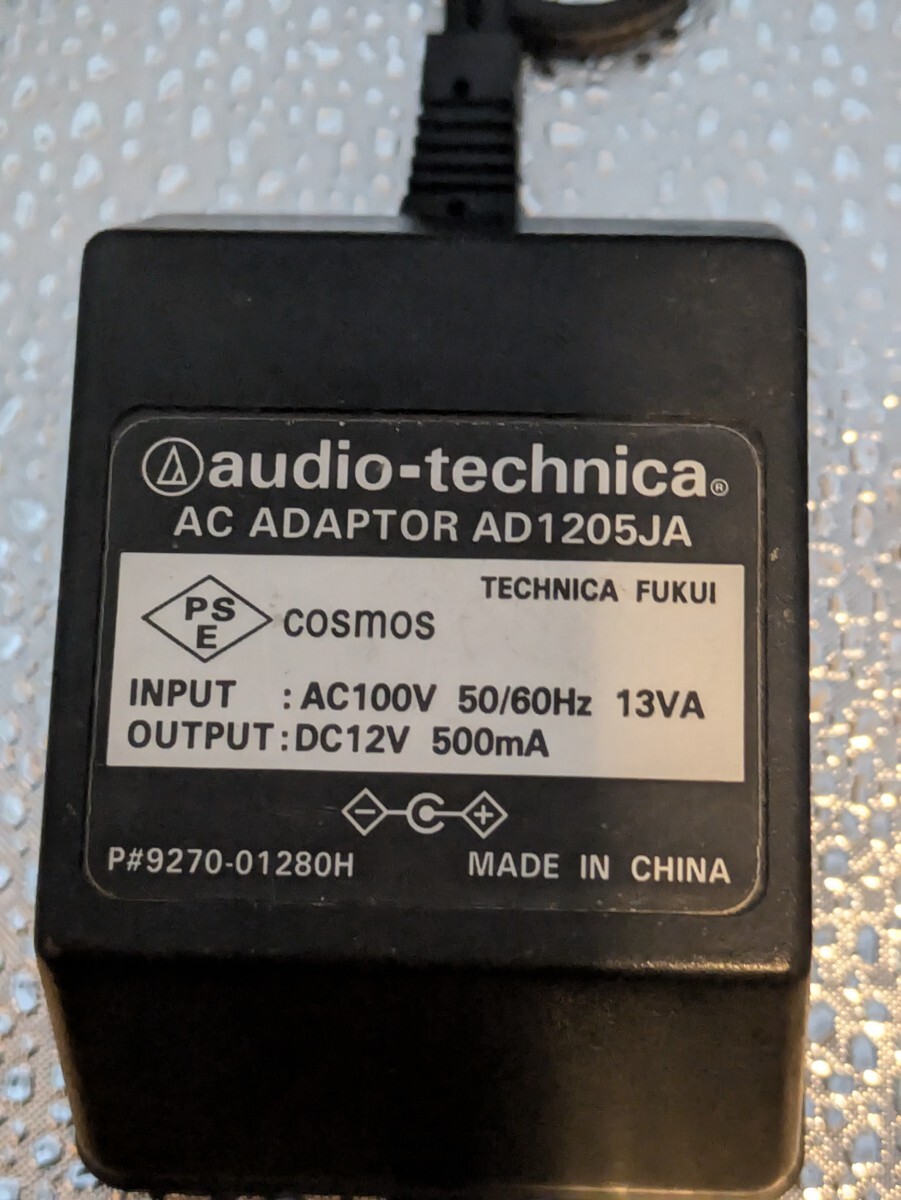 audio-technica®
AC ADAPTOR AD1205JA
TECHNICA FUKUI
PS
E
cosmos
INPUT : AC100V 50/60Hz 13VA
OUTPUT : DC12V 500mA
P#9270-01280H MADE IN CHINA